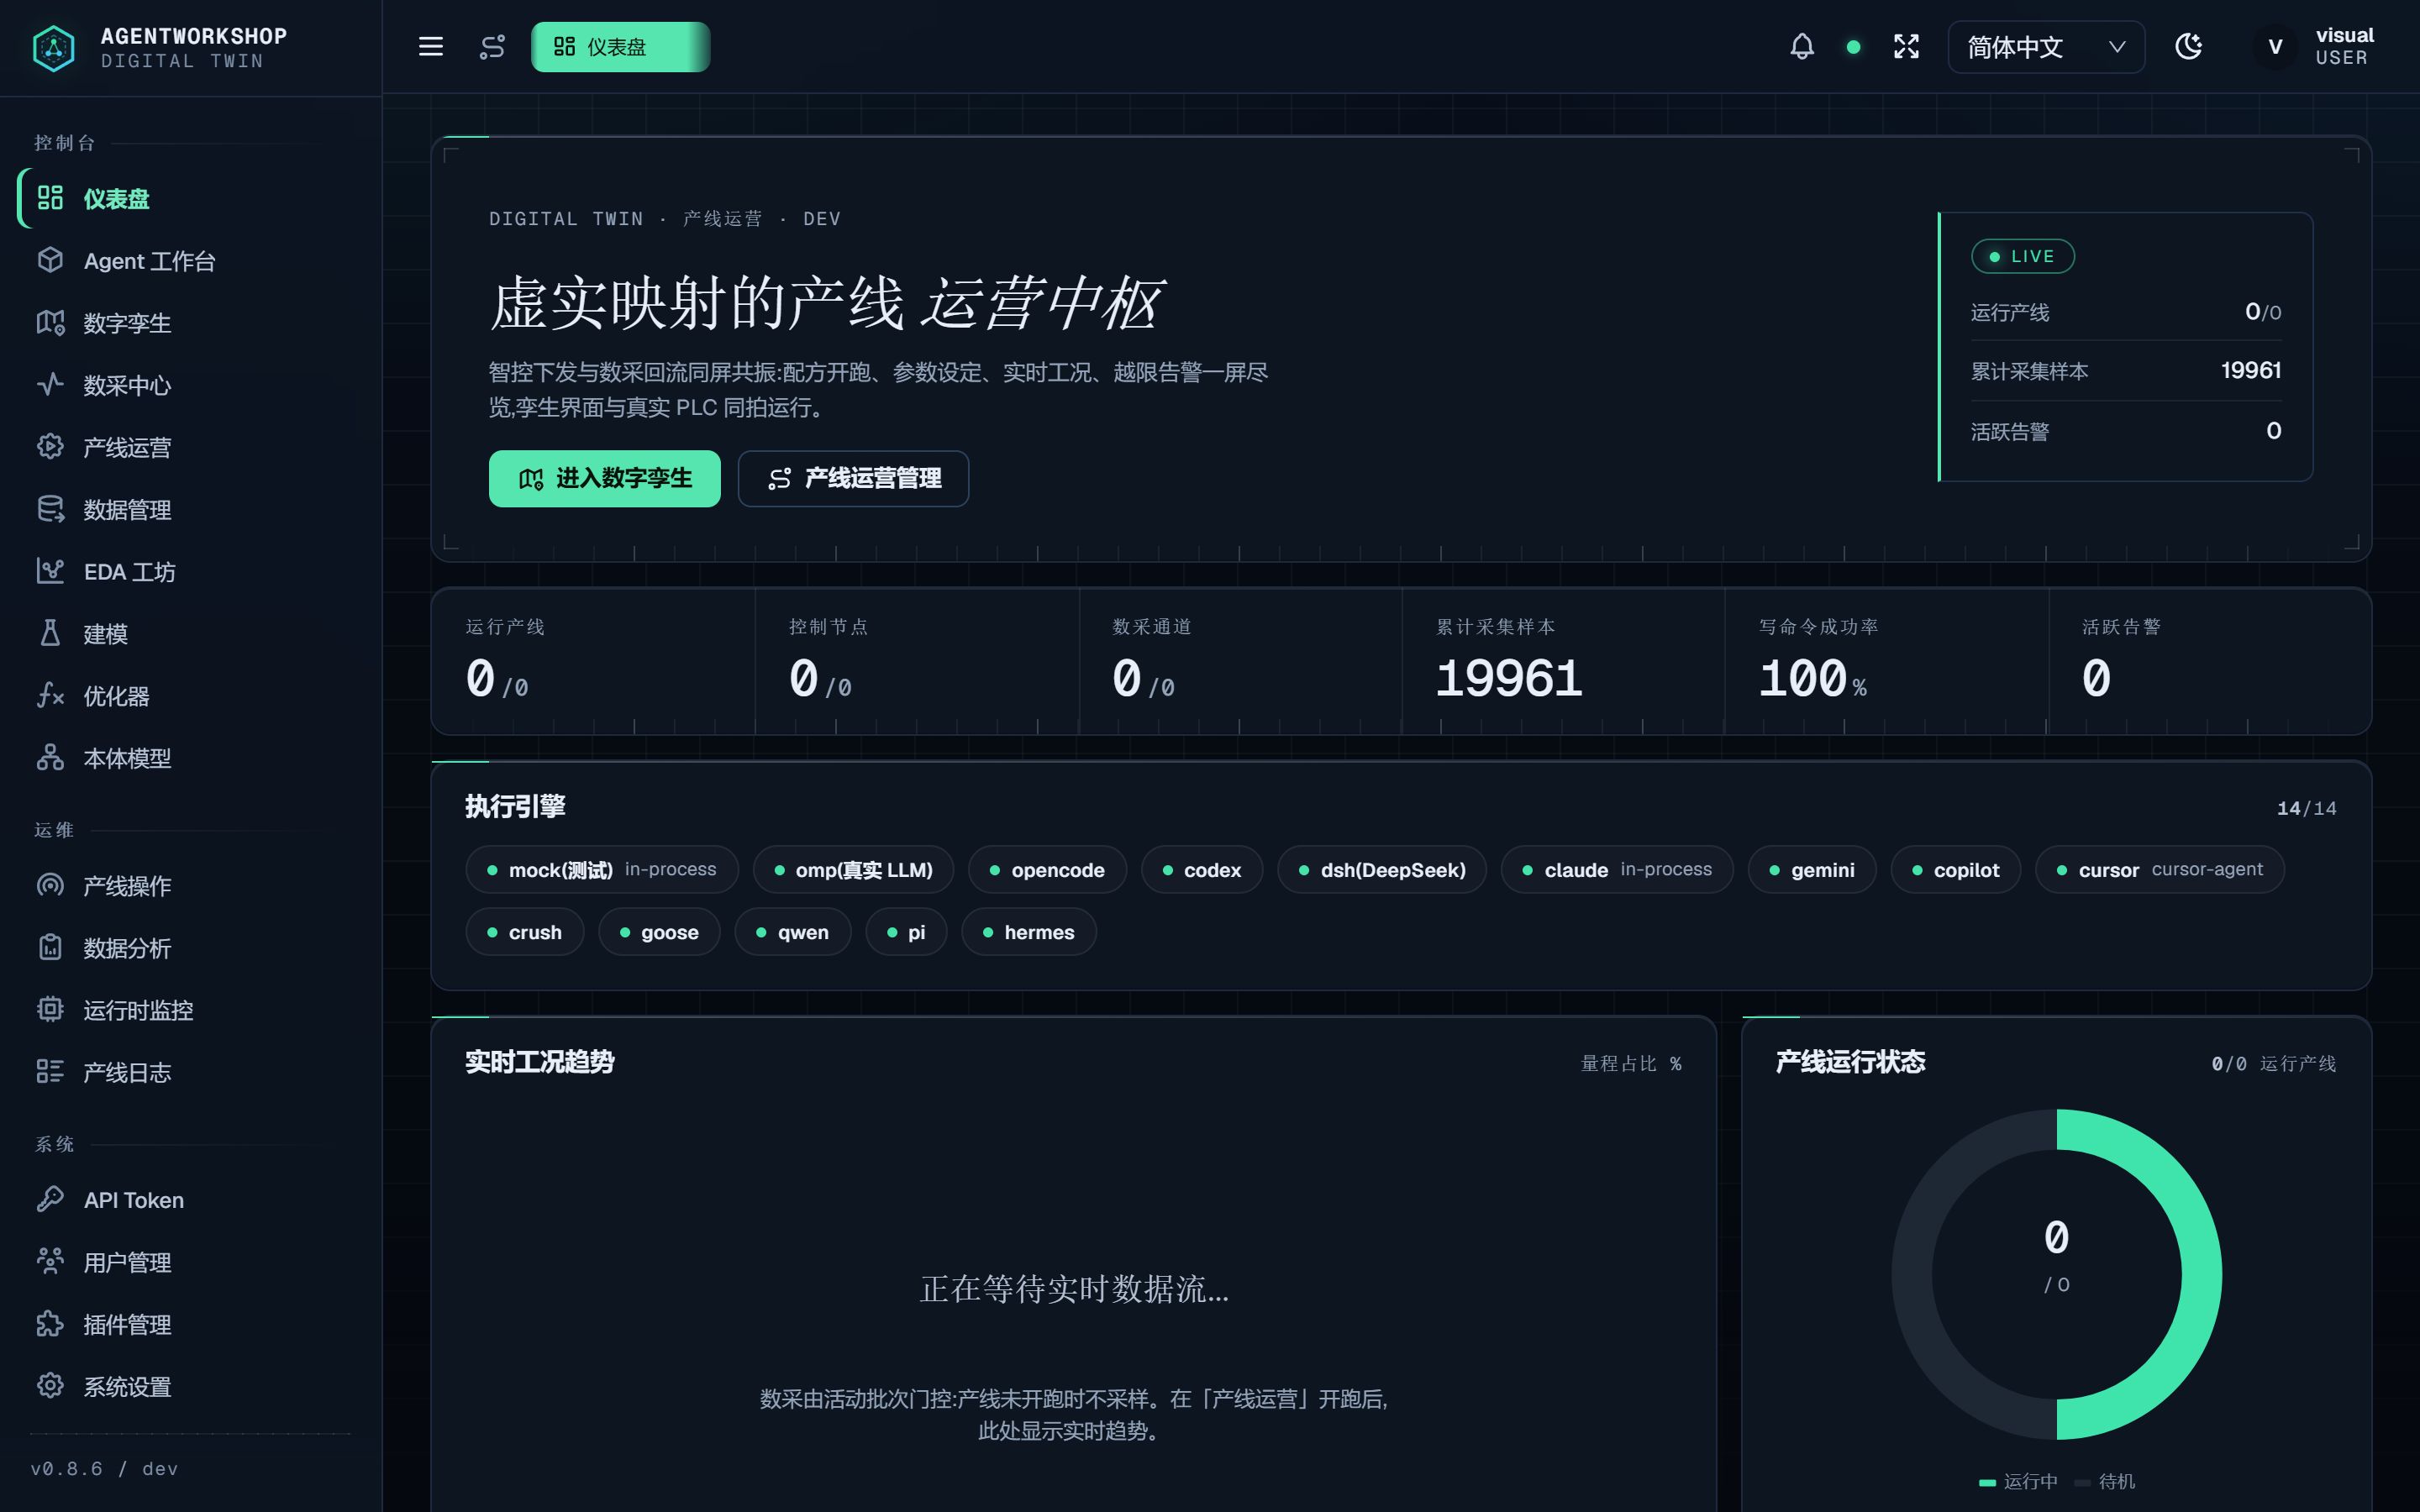 AGENTWORKSHOP
DIGITAL TWIN
仪表盘
简体中文
V
visual
USER
控制台
仪表盘
Agent 工作台
数字孪生
数采中心
产线运营
数据管理
EDA 工坊
建模
优化器
本体模型
运维
产线操作
数据分析
运行时监控
产线日志
系统
API Token
用户管理
插件管理
系统设置
v0.8.6 / dev
DIGITAL TWIN · 产线运营 · DEV
虚实映射的产线 运营中枢
智控下发与数采回流同屏共振:配方开跑、参数设定、实时工况、越限告警一屏尽
览,孪生界面与真实 PLC 同拍运行。
进入数字孪生
产线运营管理
LIVE
运行产线 0/0
累计采集样本 19961
活跃告警 0
运行产线 控制节点 数采通道 累计采集样本 写命令成功率 活跃告警
0/0 0/0 0/0 19961 100% 0
执行引擎 14/14
mock(测试) in-process omp(真实 LLM) opencode codex dsh(DeepSeek) claude in-process gemini copilot cursor cursor-agent
crush goose qwen pi hermes
实时工况趋势 量程占比 %
正在等待实时数据流...
数采由活动批次门控:产线未开跑时不采样。在「产线运营」开跑后,
此处显示实时趋势。
产线运行状态 0/0 运行产线
0
/ 0
运行中 待机